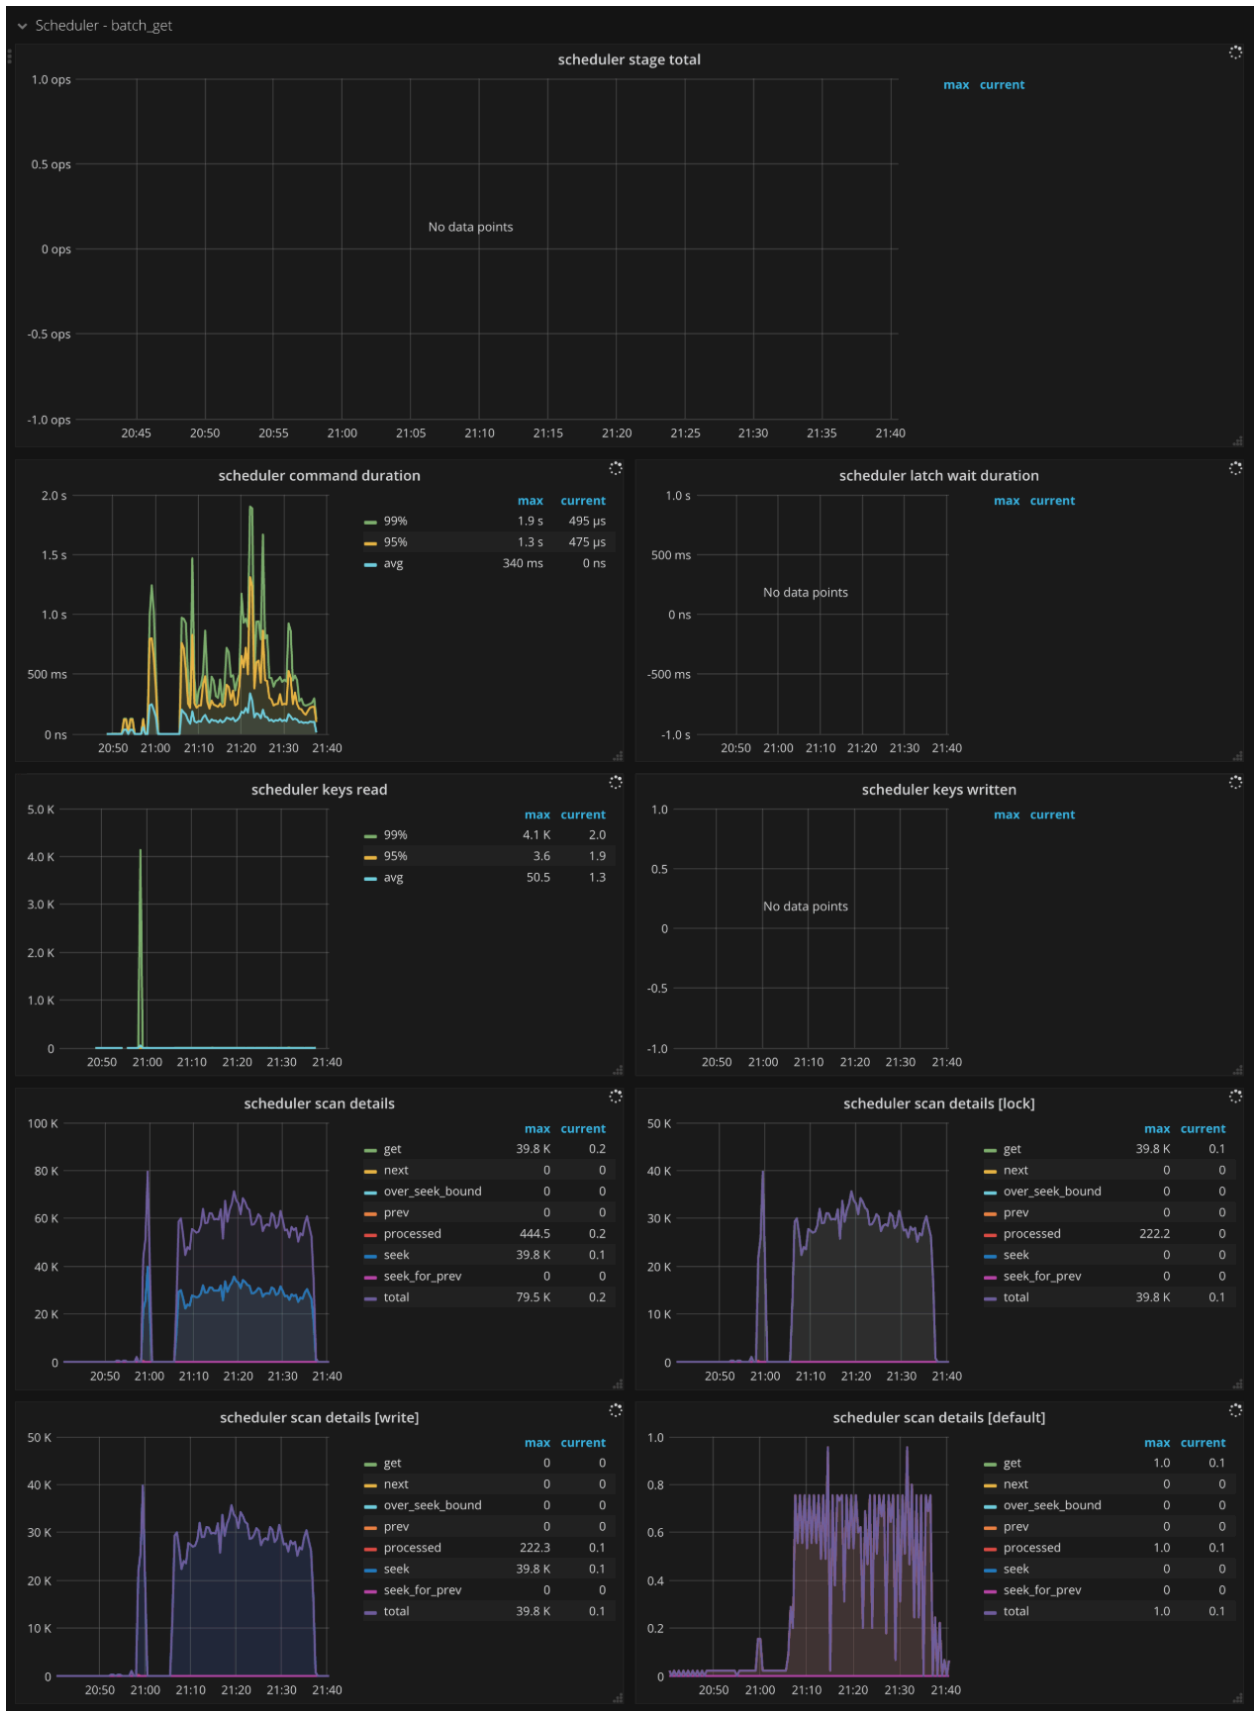 Scheduler - batch_get
scheduler stage total
max current
1.0 ops
0.5 ops
0 ops
-0.5 ops
-1.0 ops
No data points
20:45 20:50 20:55 21:00 21:05 21:10 21:15 21:20 21:25 21:30 21:35 21:40
scheduler command duration
2.0 s
1.5 s
1.0 s
500 ms
0 ns
20:50 21:00 21:10 21:20 21:30 21:40
max current
99% 1.9 s 495 µs
95% 1.3 s 475 µs
avg 340 ms 0 ns
scheduler latch wait duration
1.0 s
500 ms
0 ns
-500 ms
-1.0 s
No data points
20:50 21:00 21:10 21:20 21:30 21:40
max current
scheduler keys read
5.0 K
4.0 K
3.0 K
2.0 K
1.0 K
0
20:50 21:00 21:10 21:20 21:30 21:40
max current
99% 4.1 K 2.0
95% 3.6 1.9
avg 50.5 1.3
scheduler keys written
1.0
0.5
0
-0.5
-1.0
No data points
20:50 21:00 21:10 21:20 21:30 21:40
max current
scheduler scan details
100 K
80 K
60 K
40 K
20 K
0
20:50 21:00 21:10 21:20 21:30 21:40
max current
get 39.8 K 0.2
next 0 0
over_seek_bound 0 0
prev 0 0
processed 444.5 0.2
seek 39.8 K 0.1
seek_for_prev 0 0
total 79.5 K 0.2
scheduler scan details [lock]
50 K
40 K
30 K
20 K
10 K
0
20:50 21:00 21:10 21:20 21:30 21:40
max current
get 39.8 K 0.1
next 0 0
over_seek_bound 0 0
prev 0 0
processed 222.2 0
seek 0 0
seek_for_prev 0 0
total 39.8 K 0.1
scheduler scan details [write]
50 K
40 K
30 K
20 K
10 K
0
20:50 21:00 21:10 21:20 21:30 21:40
max current
get 0 0
next 0 0
over_seek_bound 0 0
prev 0 0
processed 222.3 0.1
seek 39.8 K 0.1
seek_for_prev 0 0
total 39.8 K 0.1
scheduler scan details [default]
1.0
0.8
0.6
0.4
0.2
0
20:50 21:00 21:10 21:20 21:30 21:40
max current
get 1.0 0.1
next 0 0
over_seek_bound 0 0
prev 0 0
processed 1.0 0.1
seek 0 0
seek_for_prev 0 0
total 1.0 0.1